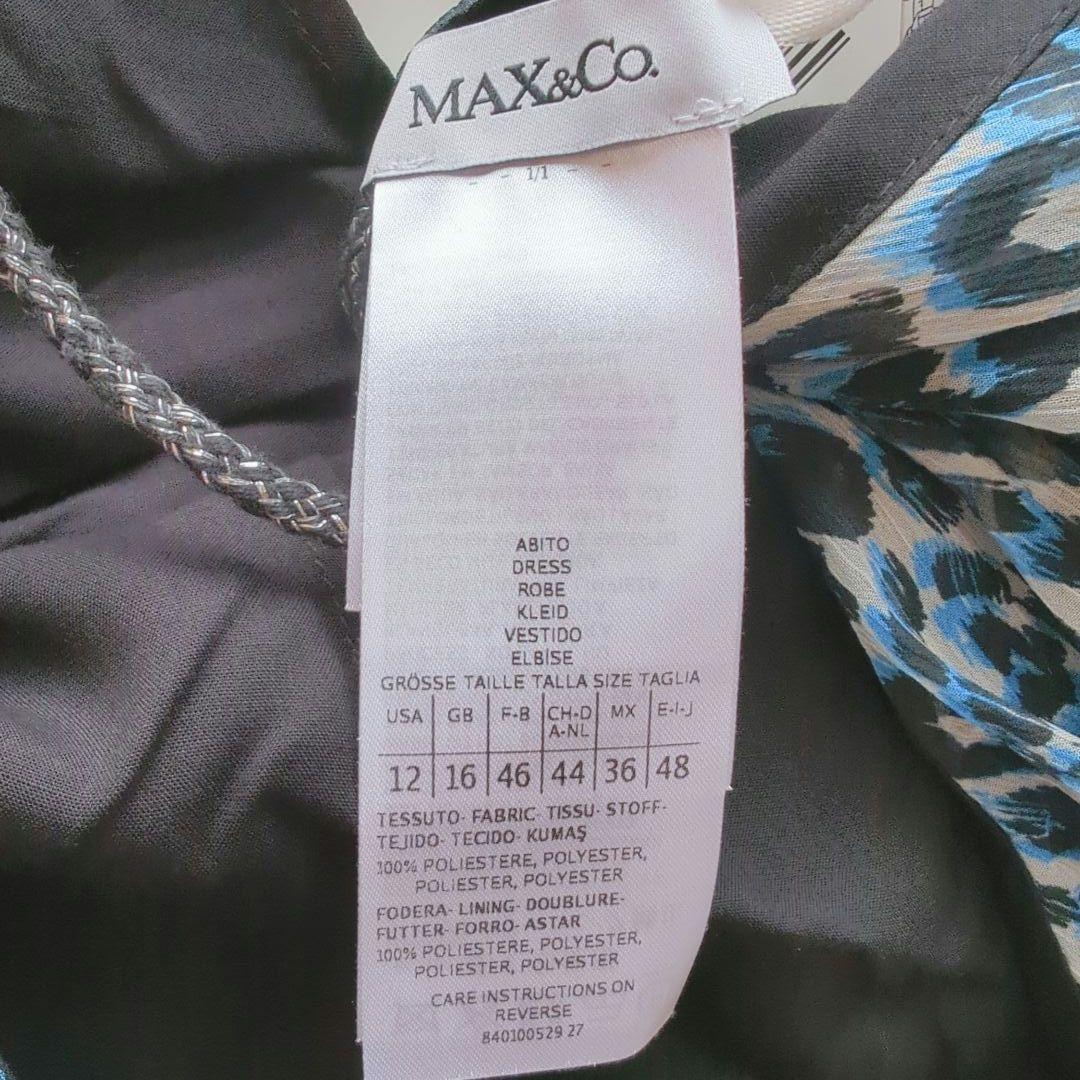 MAX&Co.
- - 1/1 - -
ABITO
DRESS
ROBE
KLEID
VESTIDO
ELBİSE
GRÖSSE TAILLE TALLA SIZE TAGLIA
USA GB F-B CH-D A-NL MX E-I-J
12 16 46 44 36 48
TESSUTO- FABRIC- TISSU- STOFF-
TEJIDO- TECIDO- KUMAŞ
100% POLIESTERE, POLYESTER,
POLIESTER, POLYESTER
FODERA- LINING- DOUBLURE-
FUTTER- FORRO- ASTAR
100% POLIESTERE, POLYESTER,
POLIESTER, POLYESTER
CARE INSTRUCTIONS ON
REVERSE
840100529 27